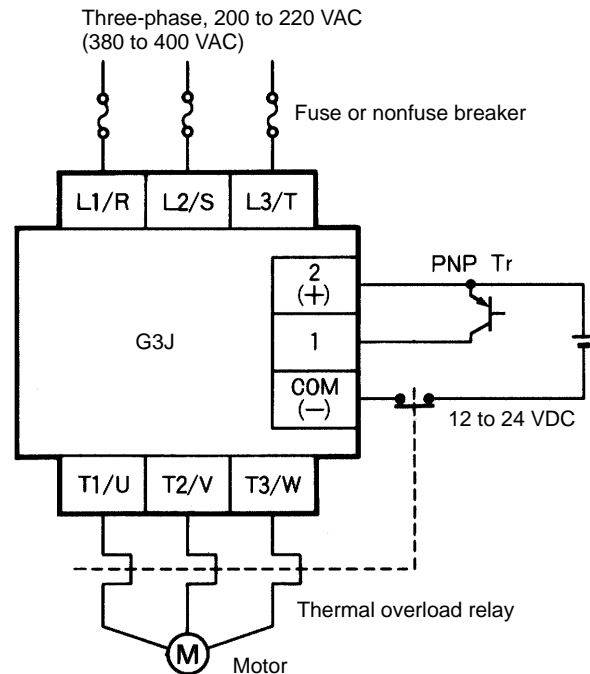 Three-phase, 200 to 220 VAC
(380 to 400 VAC)
Fuse or nonfuse breaker
L1/R L2/S L3/T
2
(+)
PNP Tr
G3J
1
COM
(−)
12 to 24 VDC
T1/U T2/V T3/W
Thermal overload relay
M
Motor